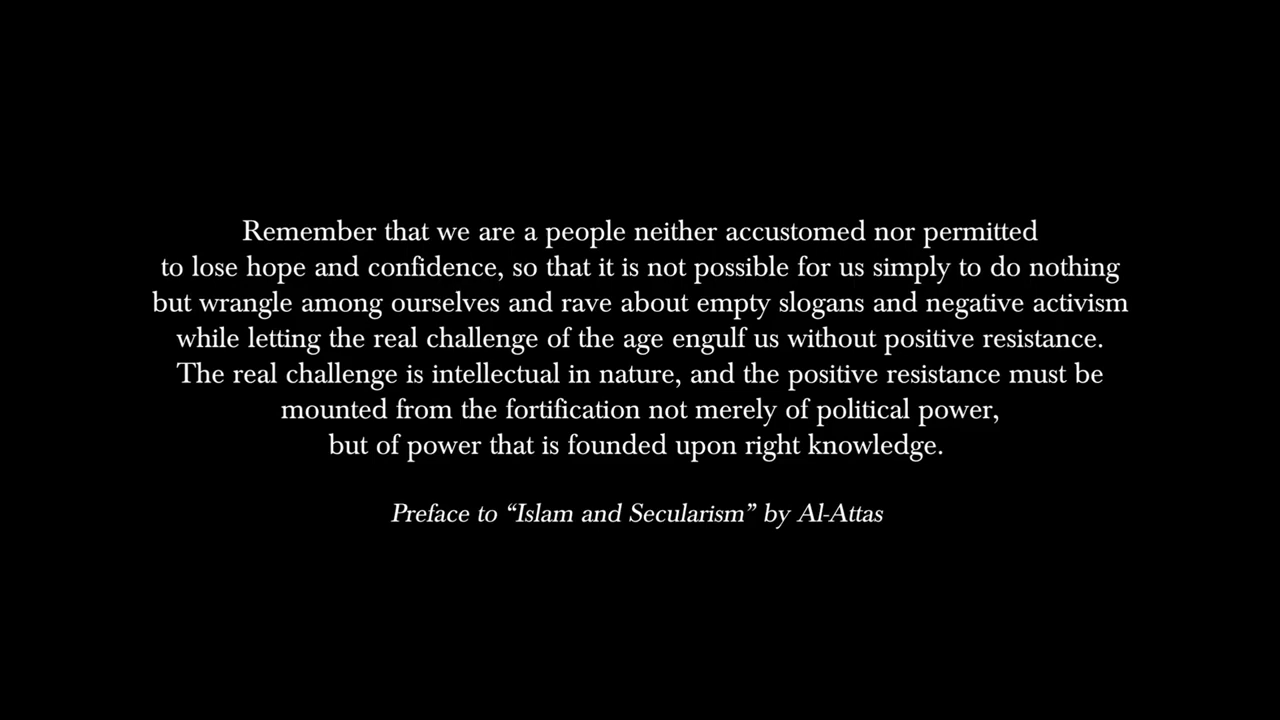 Remember that we are a people neither accustomed nor permitted
to lose hope and confidence, so that it is not possible for us simply to do nothing
but wrangle among ourselves and rave about empty slogans and negative activism
while letting the real challenge of the age engulf us without positive resistance.
The real challenge is intellectual in nature, and the positive resistance must be
mounted from the fortification not merely of political power,
but of power that is founded upon right knowledge.
Preface to “Islam and Secularism” by Al-Attas